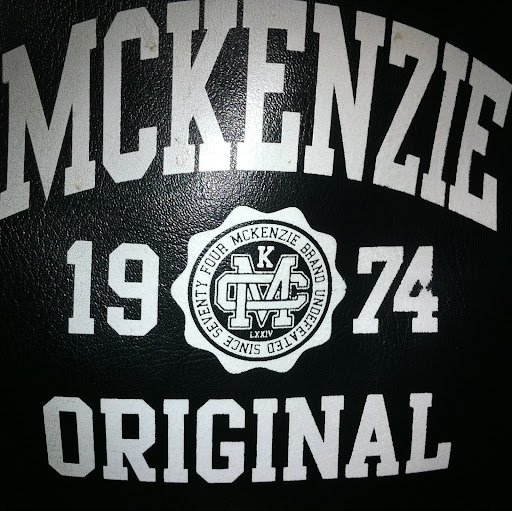 MCKENZIE
19 74
MCKENZIE BRAND UNDEFEATED SINCE SEVENTY FOUR
K
MC
LXXIV
ORIGINAL